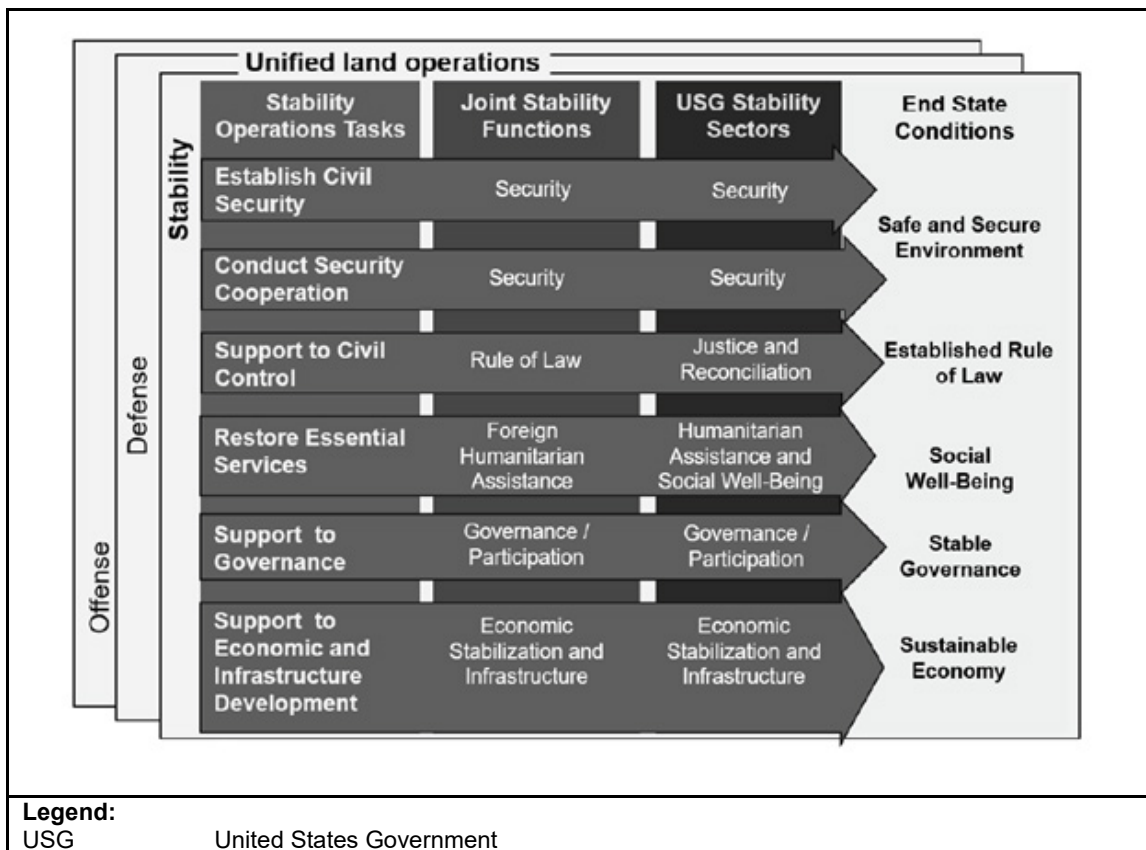 Unified land operations
Stability
Operations Tasks
Joint Stability
Functions
USG Stability
Sectors
End State
Conditions
Stability
Defense
Offense
Establish Civil
Security
Security
Security
Safe and Secure
Environment
Conduct Security
Cooperation
Security
Security
Support to Civil
Control
Rule of Law
Justice and
Reconciliation
Established Rule
of Law
Restore Essential
Services
Foreign
Humanitarian
Assistance
Humanitarian
Assistance and
Social Well-Being
Social
Well-Being
Support to
Governance
Governance /
Participation
Governance /
Participation
Stable
Governance
Support to
Economic and
Infrastructure
Development
Economic
Stabilization and
Infrastructure
Economic
Stabilization and
Infrastructure
Sustainable
Economy
Legend:
USG United States Government